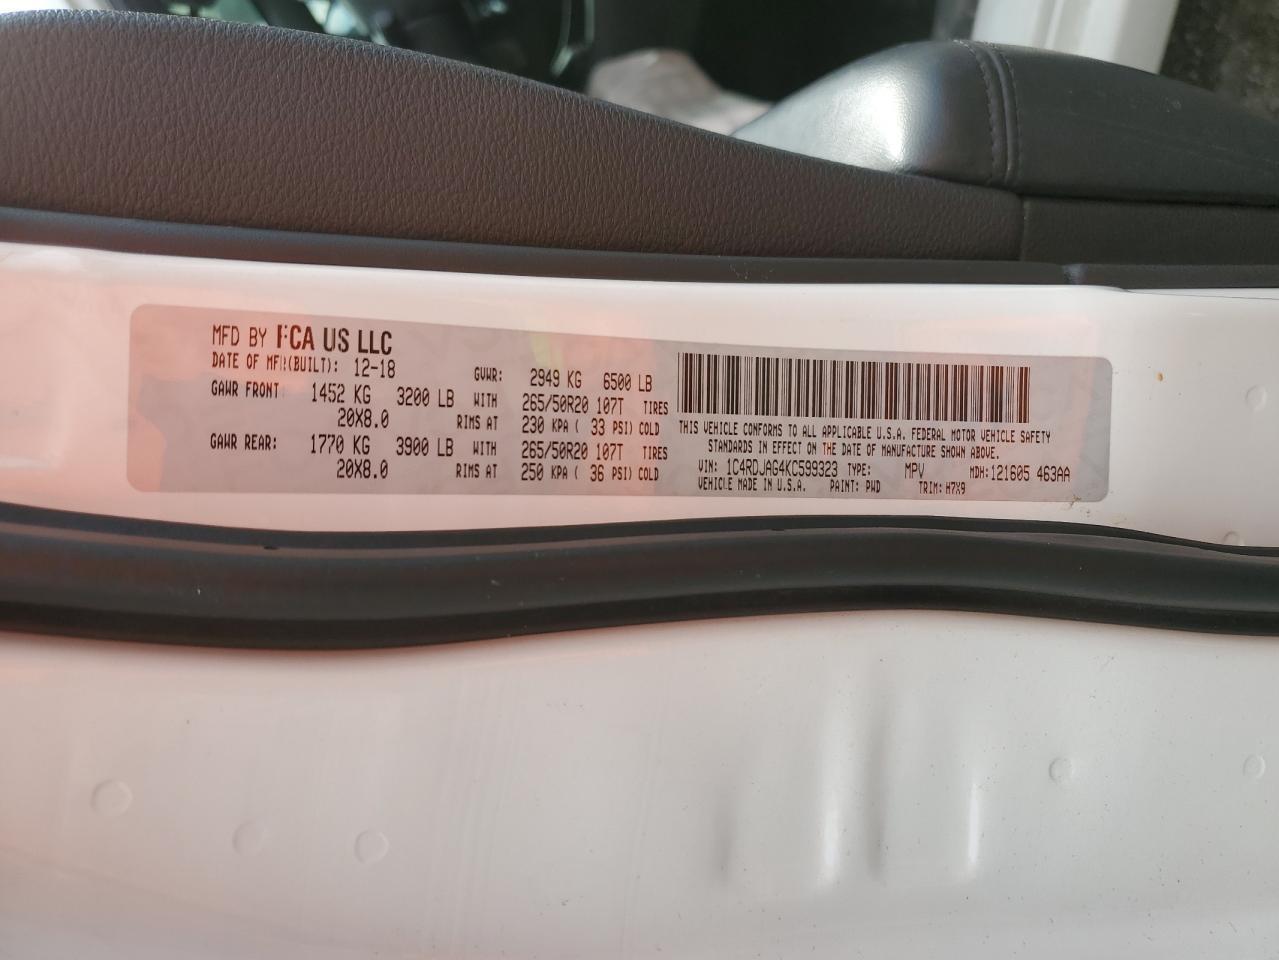 MFD BY FCA US LLC
DATE OF MFR(BUILT): 12-18 GVWR: 2949 KG 6500 LB
GAWR FRONT: 1452 KG 3200 LB WITH 265/50R20 107T TIRES
20X8.0 RIMS AT 230 KPA ( 33 PSI) COLD
GAWR REAR: 1770 KG 3900 LB WITH 265/50R20 107T TIRES
20X8.0 RIMS AT 250 KPA ( 36 PSI) COLD
THIS VEHICLE CONFORMS TO ALL APPLICABLE U.S.A. FEDERAL MOTOR VEHICLE SAFETY
STANDARDS IN EFFECT ON THE DATE OF MANUFACTURE SHOWN ABOVE.
VIN: 1C4RDJAG4KC599323 TYPE: MPV MDH:121605 463AA
VEHICLE MADE IN U.S.A. PAINT: PWD TRIM: H7X9